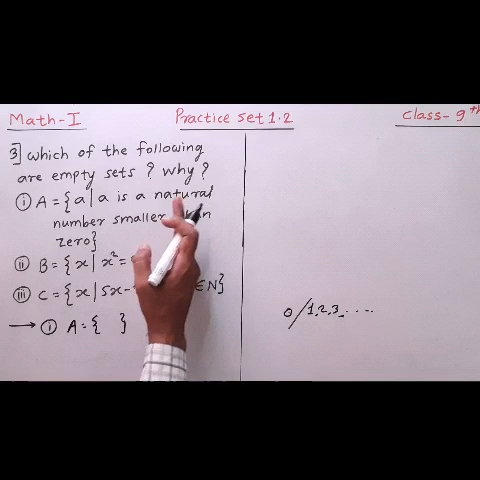 Math-I
Practice Set 1.2
Class-9th
3] Which of the following
are empty sets ? Why ?
(i) A = {a | a is a natural
number smaller
zero}
(ii) B = {x | x² =
(iii) C = {x | 5x- ∈N}
→ (i) A = { }
0/1,2,3,....